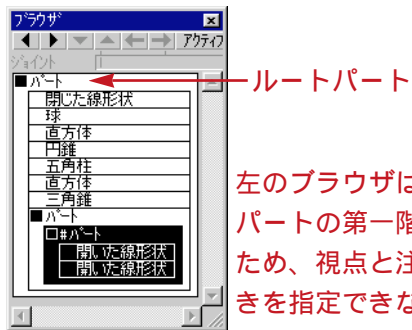 ブラウザ
アクティブ
ジョイント
■パート
閉じた線形状
球
直方体
円錐
五角柱
直方体
三角錐
■パート
□#パート
開いた線形状
開いた線形状
ルートパート
左のブラウザは
パートの第一階
ため、視点と注
きを指定できな